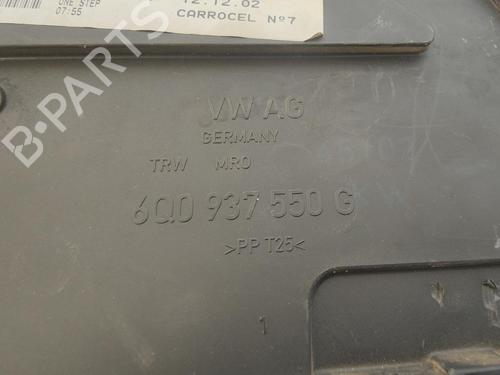 ONE STEP
07:55
12.12.02
CARROCEL Nº7
B-PARTS
VW AG
GERMANY
TRW MRO
6Q0 937 550 G
>PP T25<
1